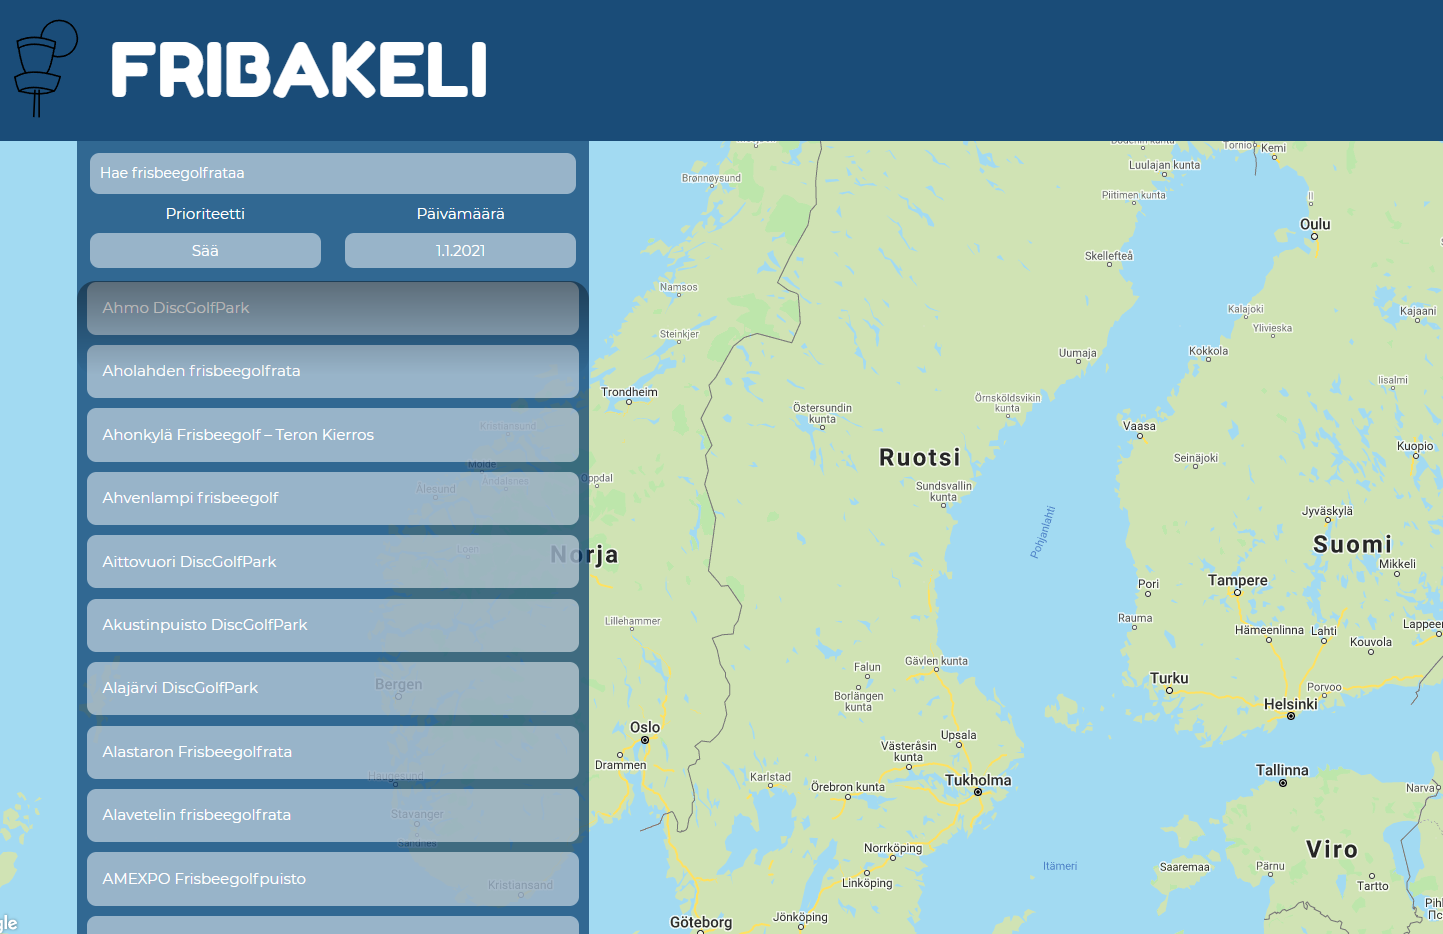 FRIBAKELI
Hae frisbeegolfrataa
Prioriteetti
Päivämäärä
Sää
1.1.2021
Ahmo DiscGolfPark
Aholahden frisbeegolfrata
Ahonkylä Frisbeegolf – Teron Kierros
Ahvenlampi frisbeegolf
Aittovuori DiscGolfPark
Akustinpuisto DiscGolfPark
Alajärvi DiscGolfPark
Alastaron Frisbeegolfrata
Alavetelin frisbeegolfrata
AMEXPO Frisbeegolfpuisto
Tornio
Kemi
Luulajan kunta
Brønnøysund
Piitimen kunta
Ii
Oulu
Skellefteå
Namsos
Kalajoki
Kajaani
Ylivieska
Steinkjer
Uumaja
Kokkola
Iisalmi
Trondheim
Örnsköldsvikin
kunta
Östersundin
kunta
Vaasa
Kristiansund
Kuopio
Ruotsi
Seinäjoki
Molde
Oppdal
Åndalsnes
Ålesund
Sundsvallin
kunta
Jyväskylä
Pohjanlahti
Suomi
Loen
Norja
Mikkeli
Tampere
Pori
Lillehammer
Rauma
Hämeenlinna
Lahti
Kouvola
Lappeen
Falun
Gävlen kunta
Bergen
Turku
Porvoo
Borlängen
kunta
Helsinki
Oslo
Upsala
Västeråsin
kunta
Drammen
Tallinna
Haugesund
Karlstad
Örebron kunta
Tukholma
Narva
Stavanger
Sandnes
Norrköping
Viro
Itämeri
Saaremaa
Pärnu
Linköping
Tartto
Kristiansand
Göteborg
Jönköping
Pih
Пс
gle